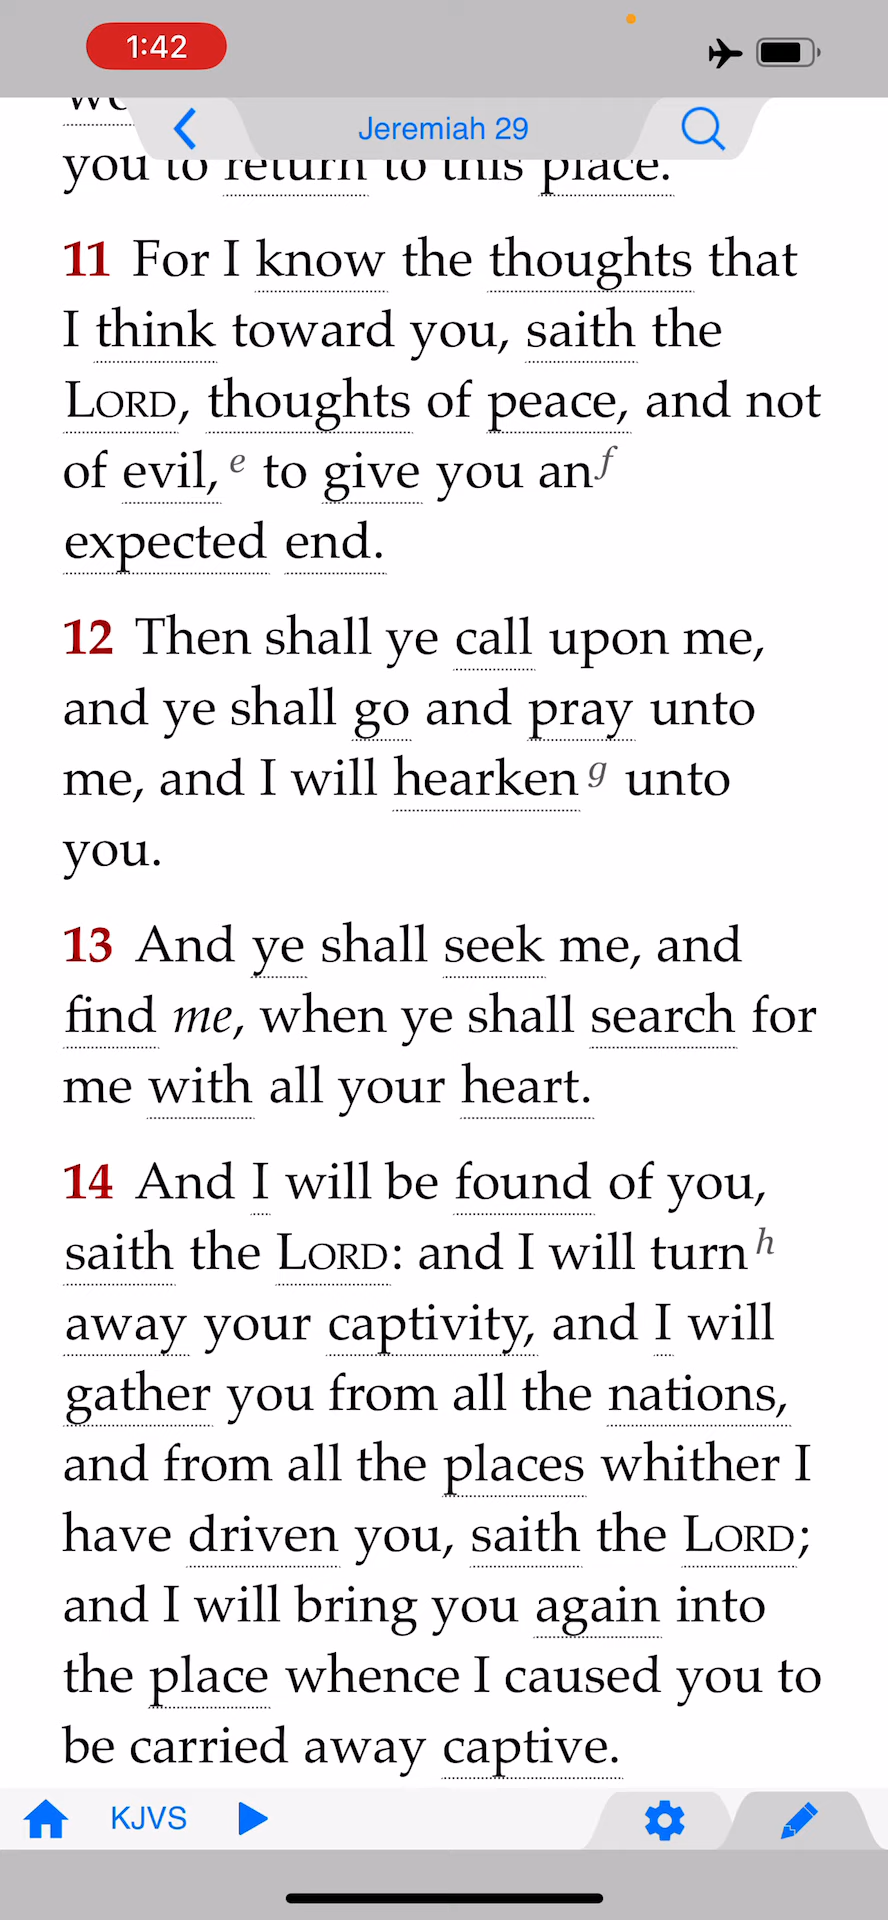 1:42
Jeremiah 29
you to return to this place.
11 For I know the thoughts that
I think toward you, saith the
LORD, thoughts of peace, and not
of evil, e to give you an f
expected end.
12 Then shall ye call upon me,
and ye shall go and pray unto
me, and I will hearken g unto
you.
13 And ye shall seek me, and
find me, when ye shall search for
me with all your heart.
14 And I will be found of you,
saith the LORD: and I will turn h
away your captivity, and I will
gather you from all the nations,
and from all the places whither I
have driven you, saith the LORD;
and I will bring you again into
the place whence I caused you to
be carried away captive.
KJVS